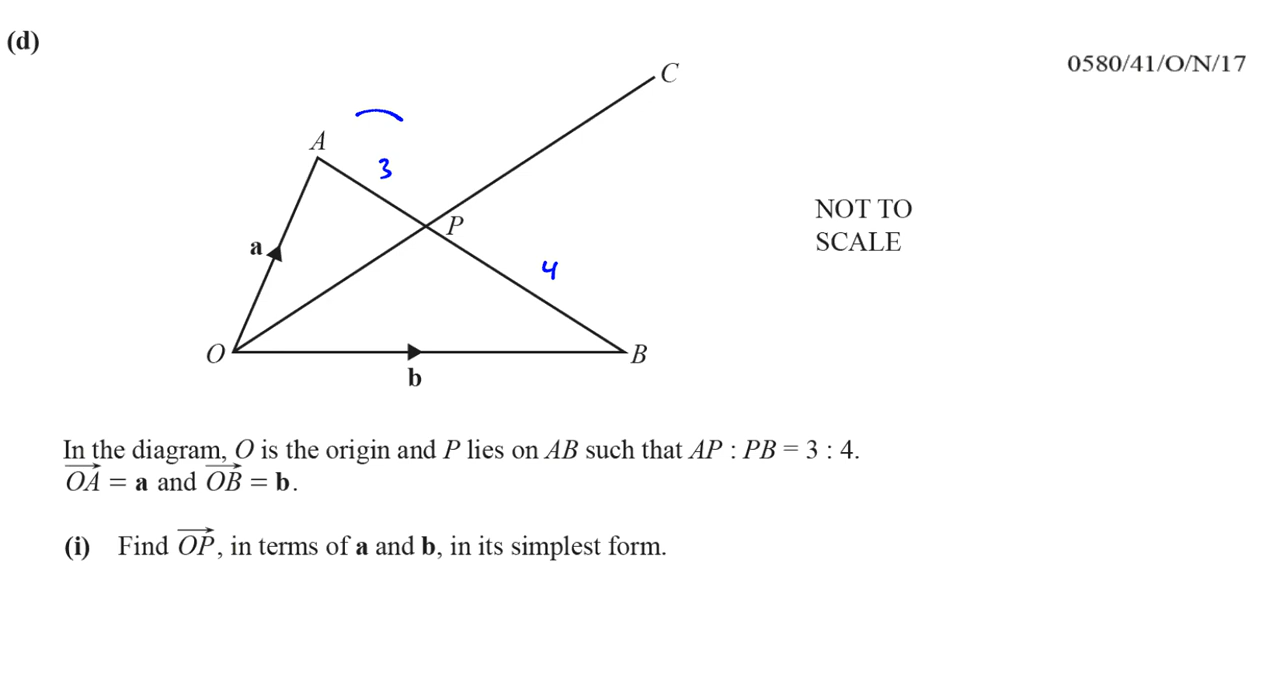 (d)
0580/41/O/N/17
C
A
3
P
NOT TO
SCALE
a
4
O
B
b
In the diagram, O is the origin and P lies on AB such that AP : PB = 3 : 4.
OA = a and OB = b.
(i) Find OP, in terms of a and b, in its simplest form.